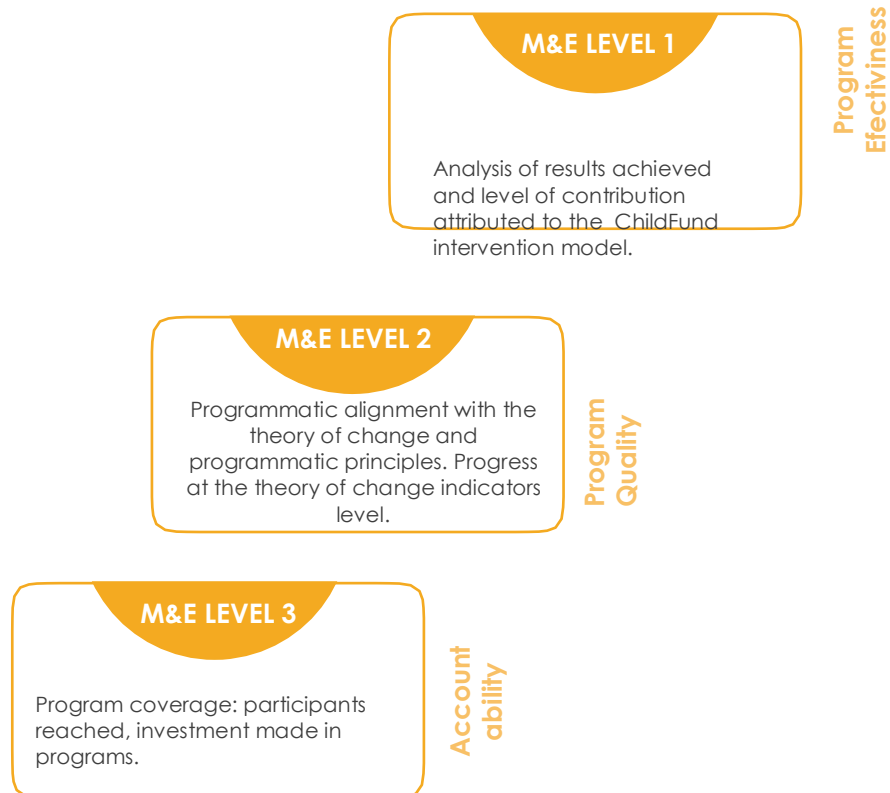 M&E LEVEL 1
Analysis of results achieved
and level of contribution
attributed to the ChildFund
intervention model.
Program
Efectiviness
M&E LEVEL 2
Programmatic alignment with the
theory of change and
programmatic principles. Progress
at the theory of change indicators
level.
Program
Quality
M&E LEVEL 3
Program coverage: participants
reached, investment made in
programs.
Account
ability